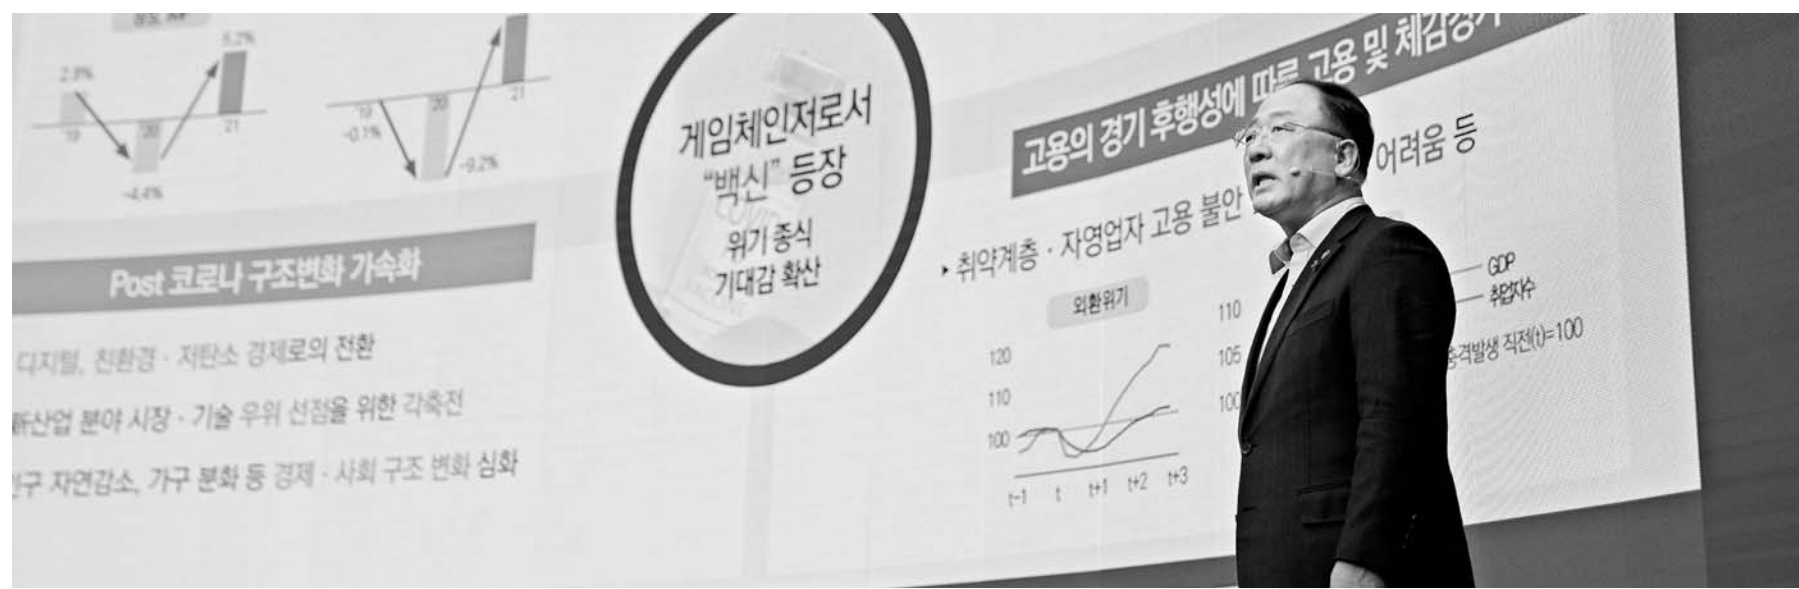 2.9%
5.2%
'19
'20
'21
-4.4%
'19
-0.1%
'20
'21
-9.2%
Post 코로나 구조변화 가속화
디지털, 친환경 · 저탄소 경제로의 전환
新산업 분야 시장 · 기술 우위 선점을 위한 각축전
인구 자연감소, 가구 분화 등 경제 · 사회 구조 변화 심화
게임체인저로서
“백신” 등장
위기 종식
기대감 확산
고용의 경기 후행성에 따른 고용 및 체감경기
▸ 취약계층 · 자영업자 고용 불안
어려움 등
외환위기
120
110
100
t-1 t t+1 t+2 t+3
110
105
100
GDP
취업자수
충격발생 직전(t)=100